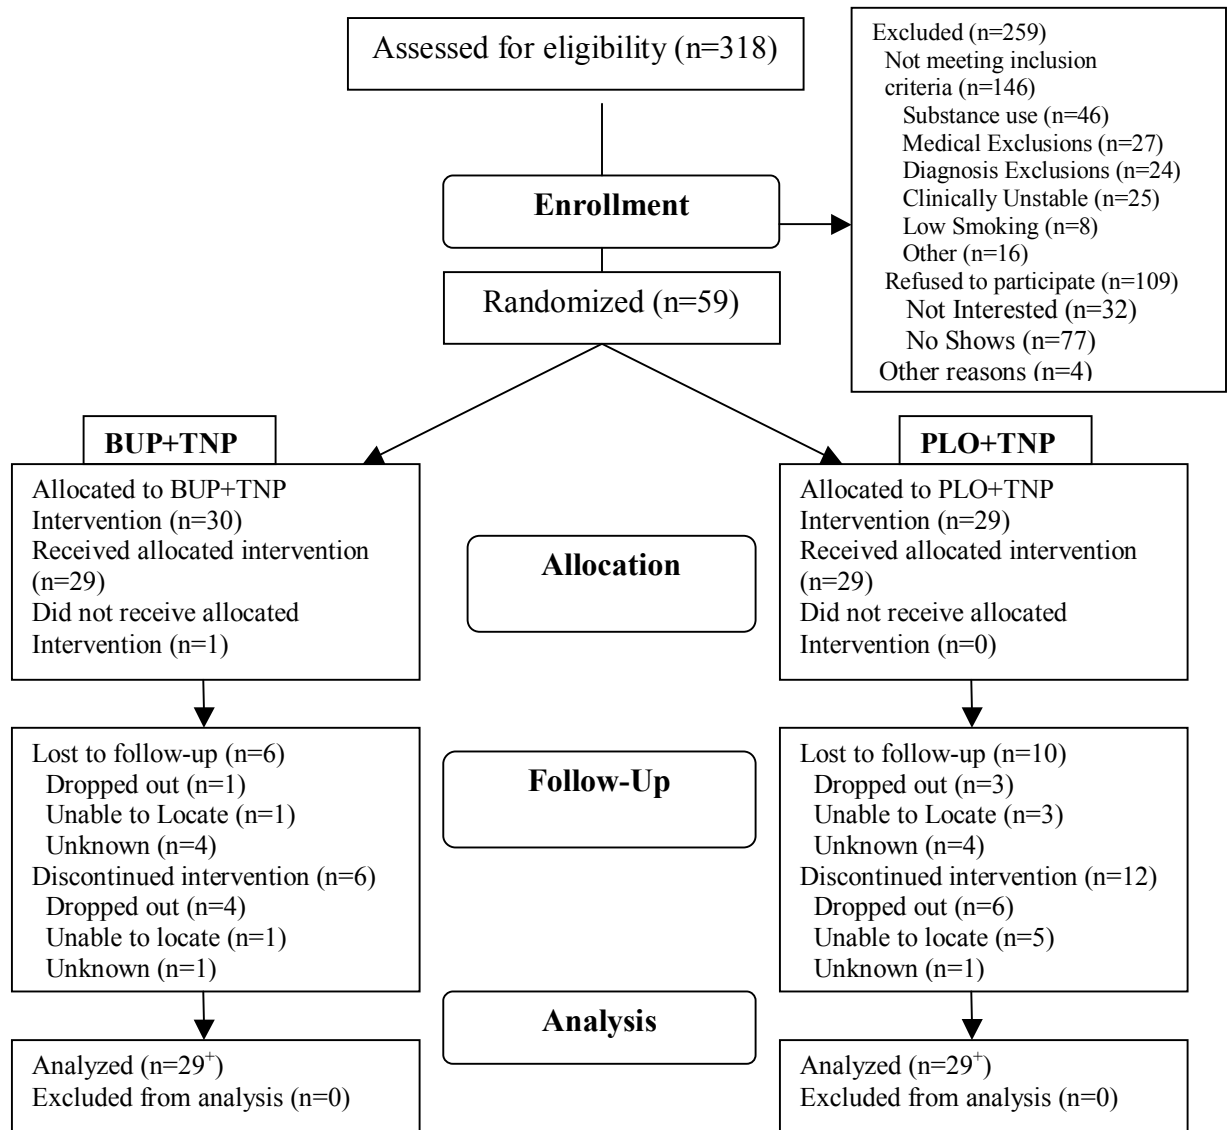 Assessed for eligibility (n=318)
Excluded (n=259)
Not meeting inclusion
criteria (n=146)
Substance use (n=46)
Medical Exclusions (n=27)
Diagnosis Exclusions (n=24)
Clinically Unstable (n=25)
Low Smoking (n=8)
Other (n=16)
Refused to participate (n=109)
Not Interested (n=32)
No Shows (n=77)
Other reasons (n=4)
Enrollment
Randomized (n=59)
BUP+TNP
Allocated to BUP+TNP
Intervention (n=30)
Received allocated intervention
(n=29)
Did not receive allocated
Intervention (n=1)
Allocation
PLO+TNP
Allocated to PLO+TNP
Intervention (n=29)
Received allocated intervention
(n=29)
Did not receive allocated
Intervention (n=0)
Lost to follow-up (n=6)
Dropped out (n=1)
Unable to Locate (n=1)
Unknown (n=4)
Discontinued intervention (n=6)
Dropped out (n=4)
Unable to locate (n=1)
Unknown (n=1)
Follow-Up
Lost to follow-up (n=10)
Dropped out (n=3)
Unable to Locate (n=3)
Unknown (n=4)
Discontinued intervention (n=12)
Dropped out (n=6)
Unable to locate (n=5)
Unknown (n=1)
Analysis
Analyzed (n=29⁺)
Excluded from analysis (n=0)
Analyzed (n=29⁺)
Excluded from analysis (n=0)